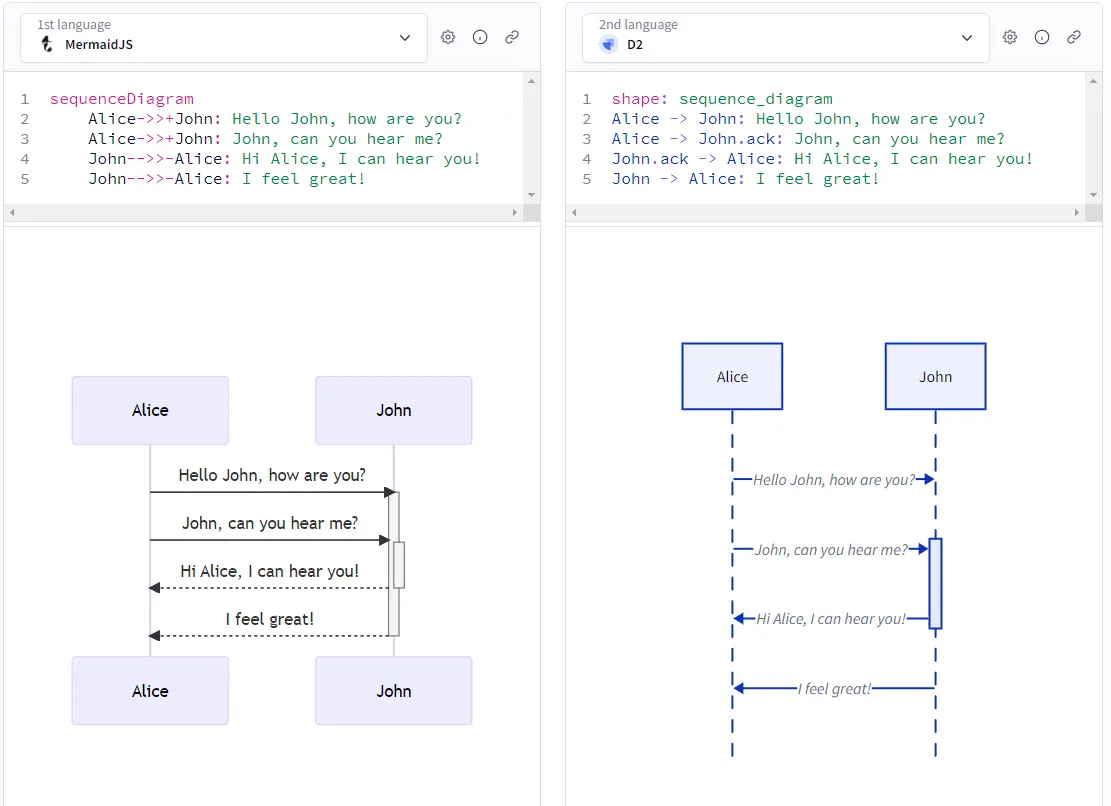 1st language
MermaidJS
1 sequenceDiagram
2 Alice->>+John: Hello John, how are you?
3 Alice->>+John: John, can you hear me?
4 John-->>-Alice: Hi Alice, I can hear you!
5 John-->>-Alice: I feel great!
Alice John
Hello John, how are you?
John, can you hear me?
Hi Alice, I can hear you!
I feel great!
Alice John
2nd language
D2
1 shape: sequence_diagram
2 Alice -> John: Hello John, how are you?
3 Alice -> John.ack: John, can you hear me?
4 John.ack -> Alice: Hi Alice, I can hear you!
5 John -> Alice: I feel great!
Alice John
Hello John, how are you?
John, can you hear me?
Hi Alice, I can hear you!
I feel great!